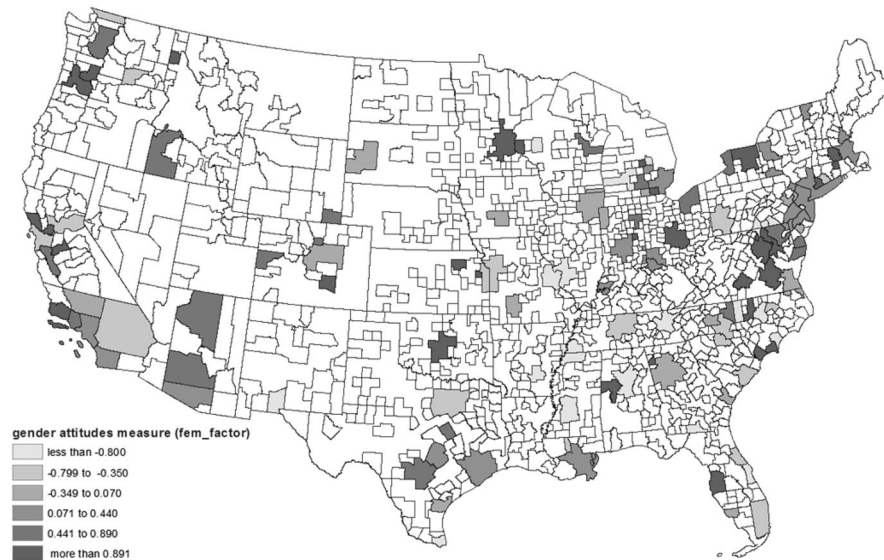 gender attitudes measure (fem_factor)
less than -0.800
-0.799 to -0.350
-0.349 to 0.070
0.071 to 0.440
0.441 to 0.890
more than 0.891